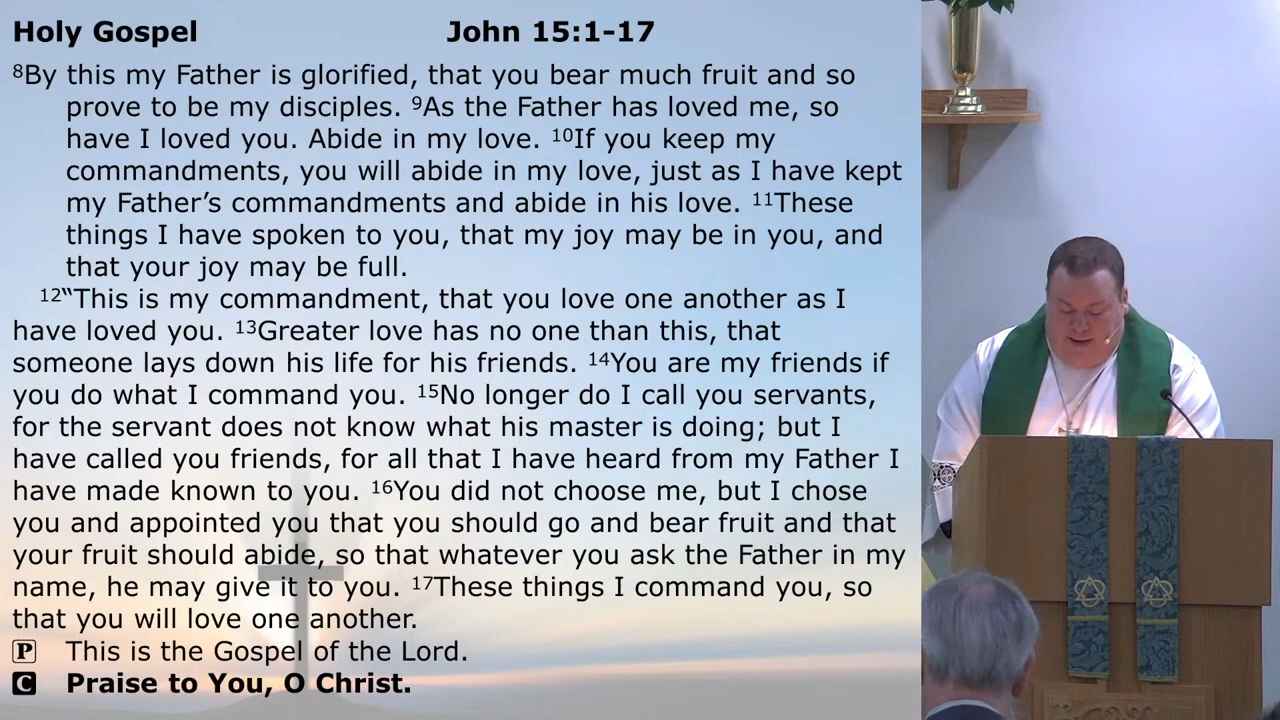 Holy Gospel John 15:1-17
⁸By this my Father is glorified, that you bear much fruit and so
prove to be my disciples. ⁹As the Father has loved me, so
have I loved you. Abide in my love. ¹⁰If you keep my
commandments, you will abide in my love, just as I have kept
my Father’s commandments and abide in his love. ¹¹These
things I have spoken to you, that my joy may be in you, and
that your joy may be full.
¹²“This is my commandment, that you love one another as I
have loved you. ¹³Greater love has no one than this, that
someone lays down his life for his friends. ¹⁴You are my friends if
you do what I command you. ¹⁵No longer do I call you servants,
for the servant does not know what his master is doing; but I
have called you friends, for all that I have heard from my Father I
have made known to you. ¹⁶You did not choose me, but I chose
you and appointed you that you should go and bear fruit and that
your fruit should abide, so that whatever you ask the Father in my
name, he may give it to you. ¹⁷These things I command you, so
that you will love one another.
P This is the Gospel of the Lord.
C Praise to You, O Christ.